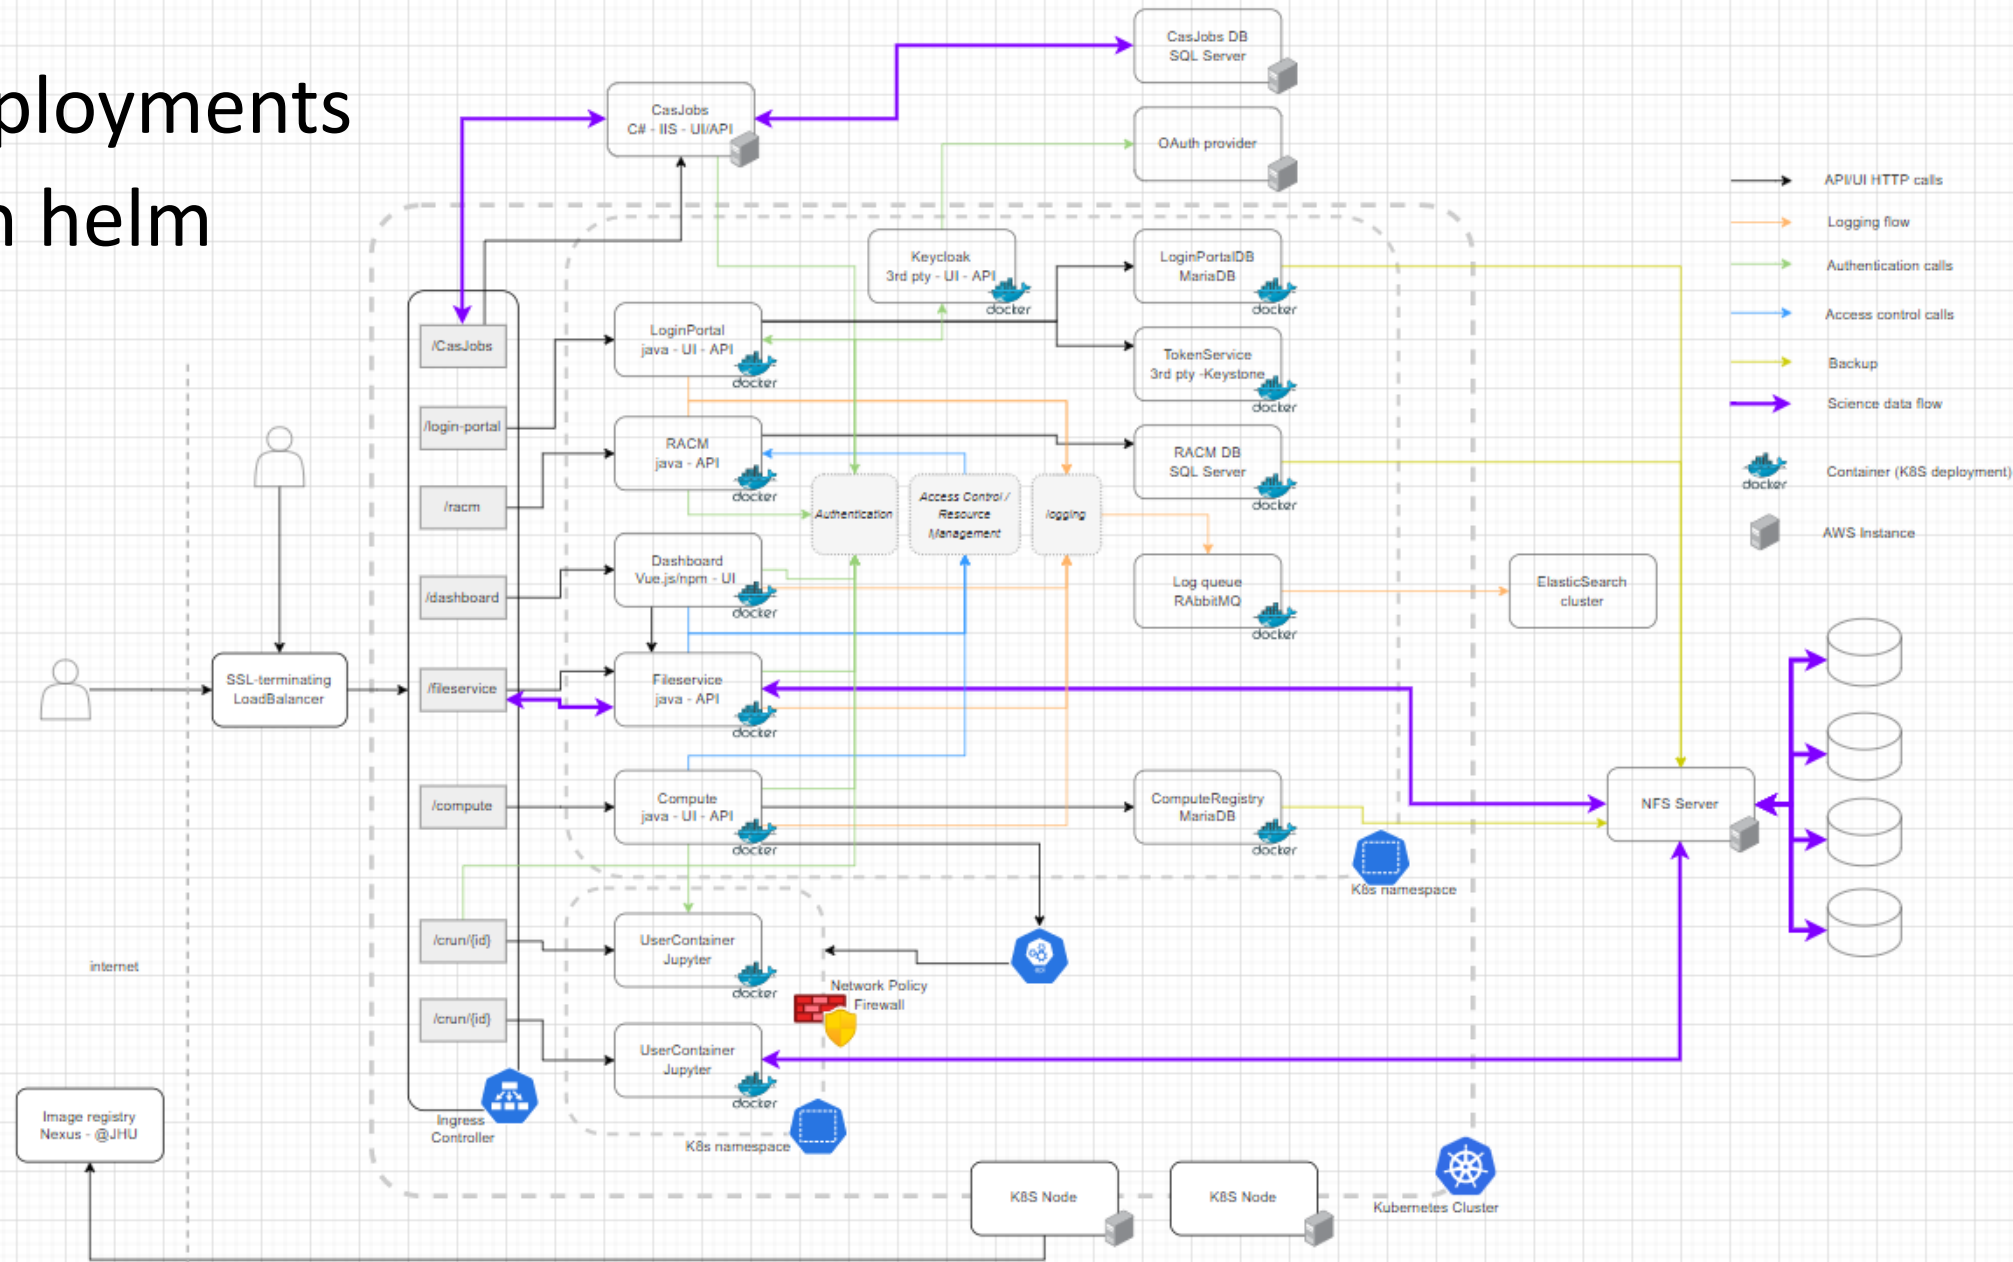 ployments
helm
CasJobs DB
SQL Server
CasJobs
C# - IIS - UI/API
OAuth provider
API/UI HTTP calls
Logging flow
Authentication calls
Access control calls
Backup
Science data flow
docker
Container (K8S deployment)
AWS Instance
Keycloak
3rd pty - UI - API
docker
LoginPortalDB
MariaDB
docker
/CasJobs
LoginPortal
java - UI - API
docker
TokenService
3rd pty -Keystone
docker
/login-portal
RACM
java - API
docker
RACM DB
SQL Server
docker
/racm
Authentication
Access Control /
Resource
Management
logging
/dashboard
Dashboard
Vue.js/npm - UI
docker
Log queue
RAbbitMQ
docker
ElasticSearch
cluster
SSL-terminating
LoadBalancer
/fileservice
Fileservice
java - API
docker
/compute
Compute
java - UI - API
docker
ComputeRegistry
MariaDB
docker
NFS Server
K8s namespace
internet
/crun/{id}
UserContainer
Jupyter
docker
Network Policy
Firewall
/crun/{id}
UserContainer
Jupyter
docker
Ingress
Controller
K8s namespace
Image registry
Nexus - @JHU
K8S Node
K8S Node
Kubernetes Cluster